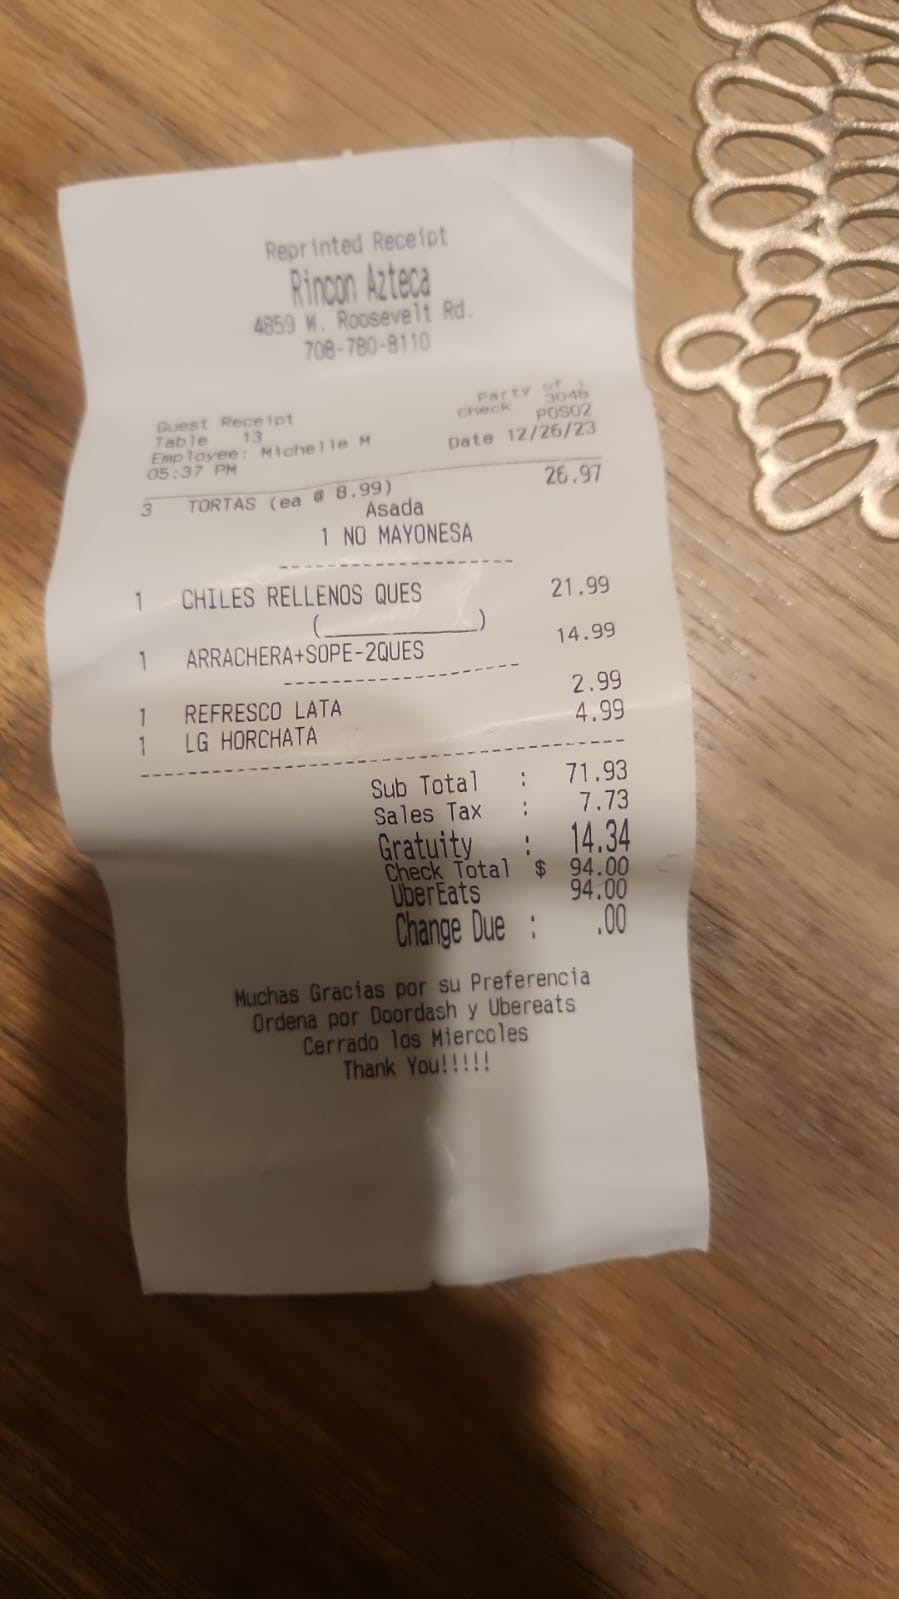 Reprinted Receipt
Rincon Azteca
4859 W. Roosevelt Rd.
708-780-8110
Guest Receipt Party of 1
Table 13 Check 3046
Employee: Michelle M POS02
05:37 PM Date 12/26/23
3 TORTAS (ea @ 8.99) 26.97
Asada
1 NO MAYONESA
--------------------
1 CHILES RELLENOS QUES 21.99
(____________)
1 ARRACHERA+SOPE-2QUES 14.99
--------------------
1 REFRESCO LATA 2.99
1 LG HORCHATA 4.99
----------------------------------------
Sub Total : 71.93
Sales Tax : 7.73
Gratuity : 14.34
Check Total $ 94.00
UberEats 94.00
Change Due : .00
Muchas Gracias por su Preferencia
Ordena por Doordash y Ubereats
Cerrado los Miercoles
Thank You!!!!!